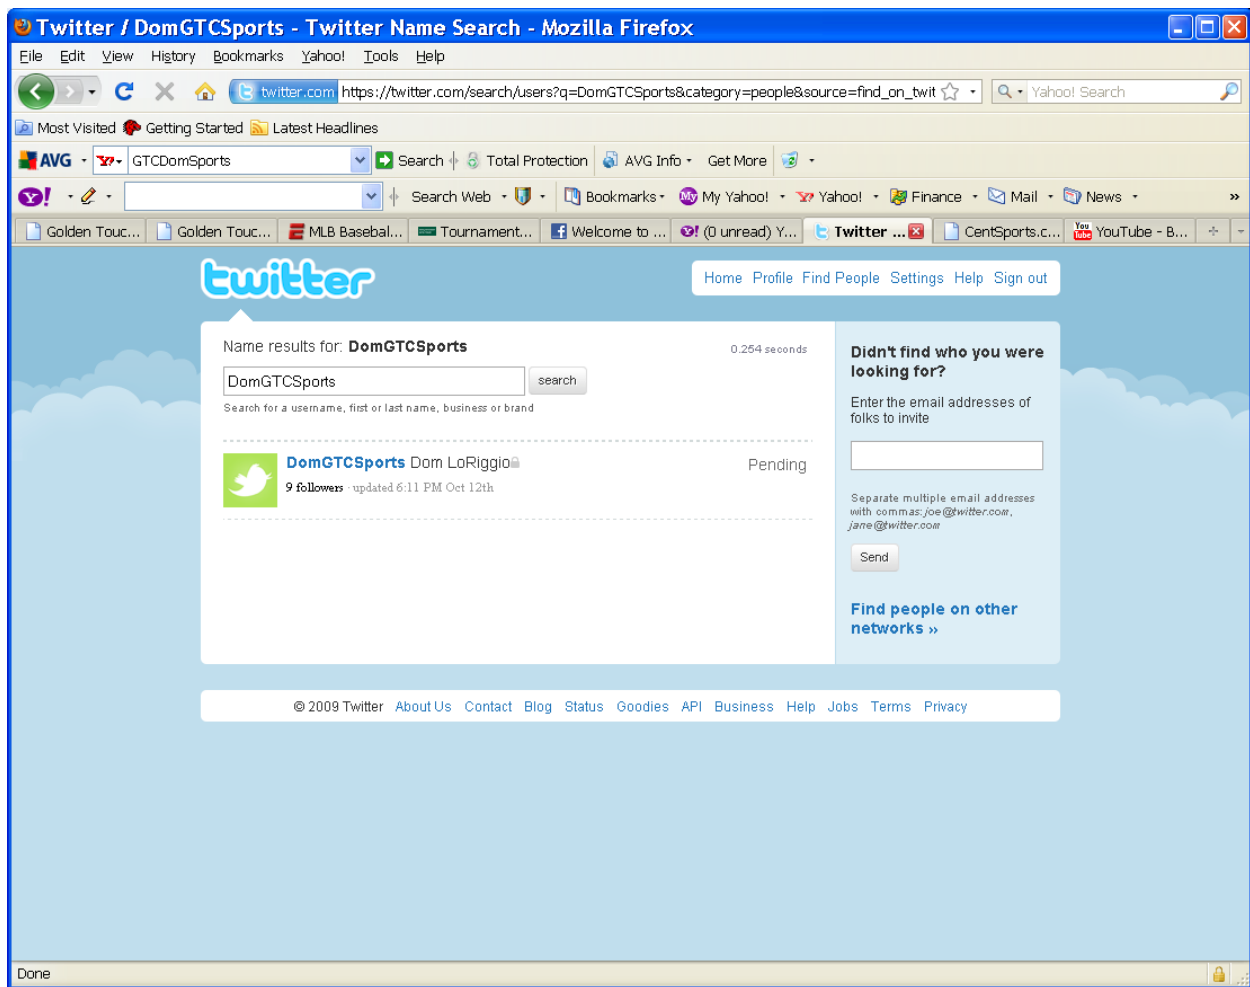 Twitter / DomGTCSports - Twitter Name Search - Mozilla Firefox
File Edit View History Bookmarks Yahoo! Tools Help
twitter.com https://twitter.com/search/users?q=DomGTCSports&category=people&source=find_on_twit Yahoo! Search
Most Visited Getting Started Latest Headlines
AVG GTCDomSports Search Total Protection AVG Info Get More
Y! Search Web Bookmarks My Yahoo! Yahoo! Finance Mail News »
Golden Touc... Golden Touc... MLB Basebal... Tournament... Welcome to ... (0 unread) Y... Twitter ... CentSports.c... YouTube - B...
twitter
Home Profile Find People Settings Help Sign out
Name results for: DomGTCSports 0.254 seconds
DomGTCSports search
Search for a username, first or last name, business or brand
DomGTCSports Dom LoRiggio Pending
9 followers · updated 6:11 PM Oct 12th
Didn't find who you were
looking for?
Enter the email addresses of
folks to invite
Separate multiple email addresses
with commas: joe@twitter.com,
jane@twitter.com
Send
Find people on other
networks »
© 2009 Twitter About Us Contact Blog Status Goodies API Business Help Jobs Terms Privacy
Done